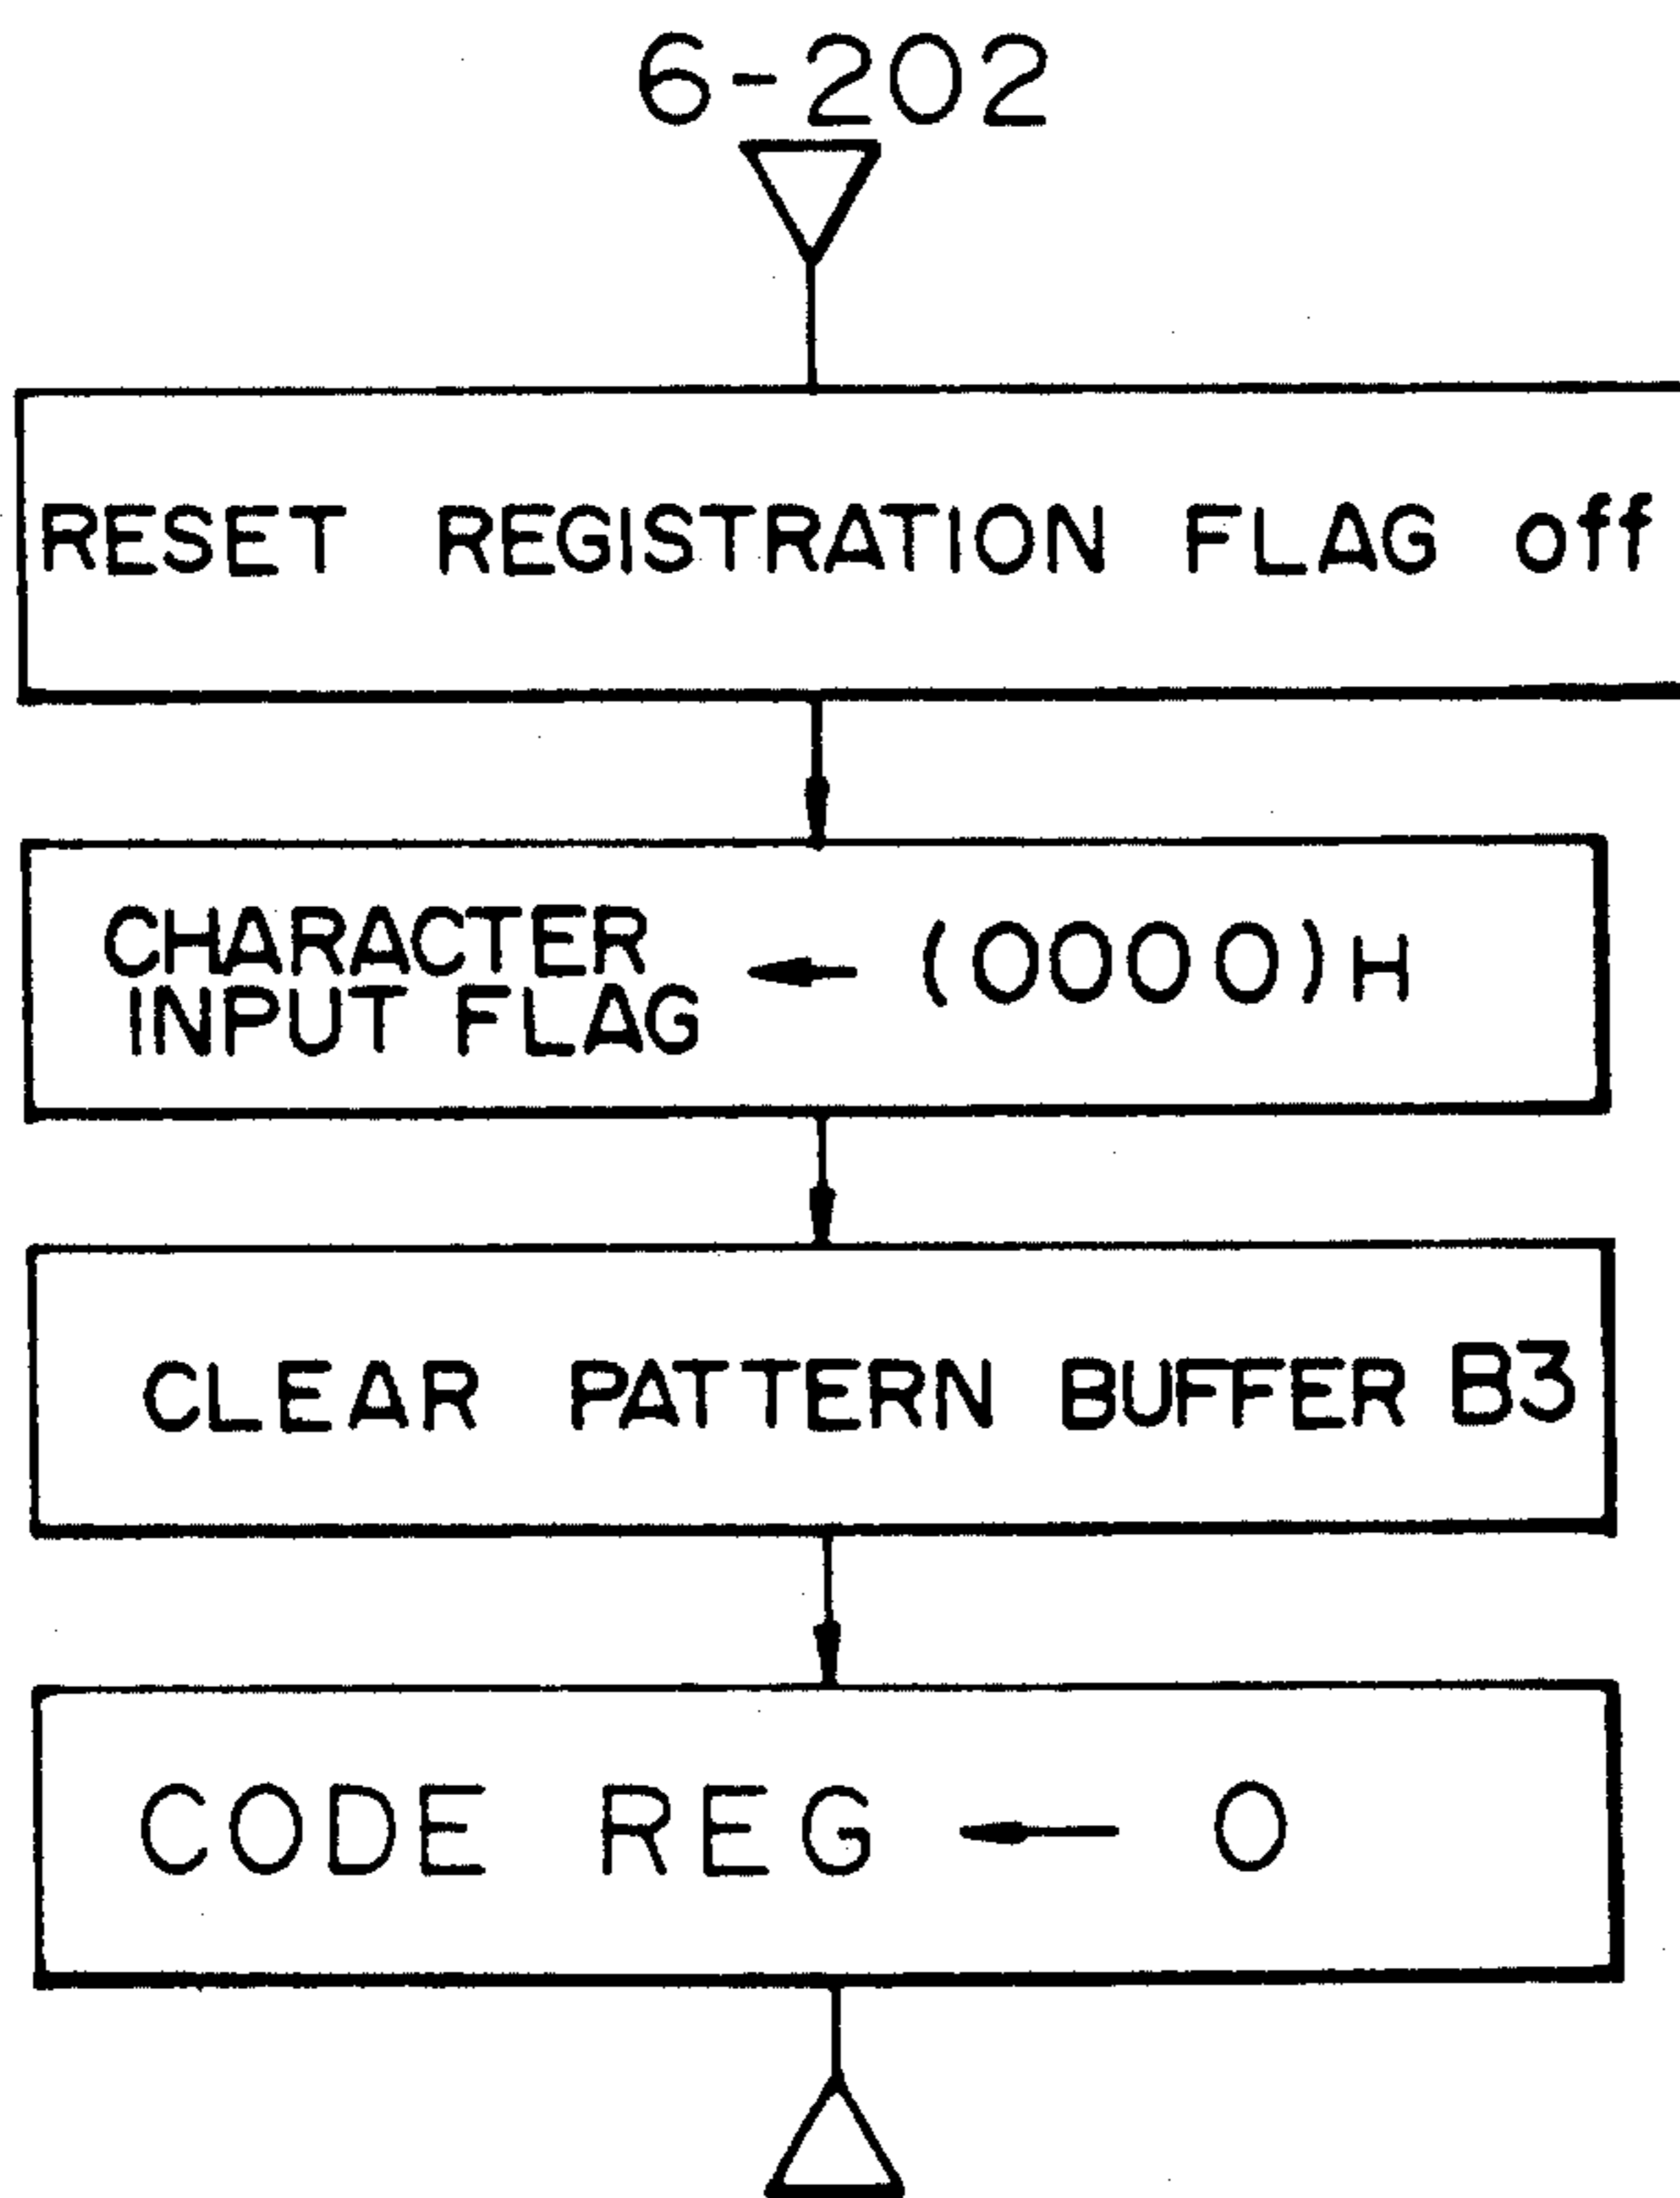 6-202
RESET REGISTRATION FLAG off
CHARACTER
INPUT FLAG ← (0000)H
CLEAR PATTERN BUFFER B3
CODE REG ← 0